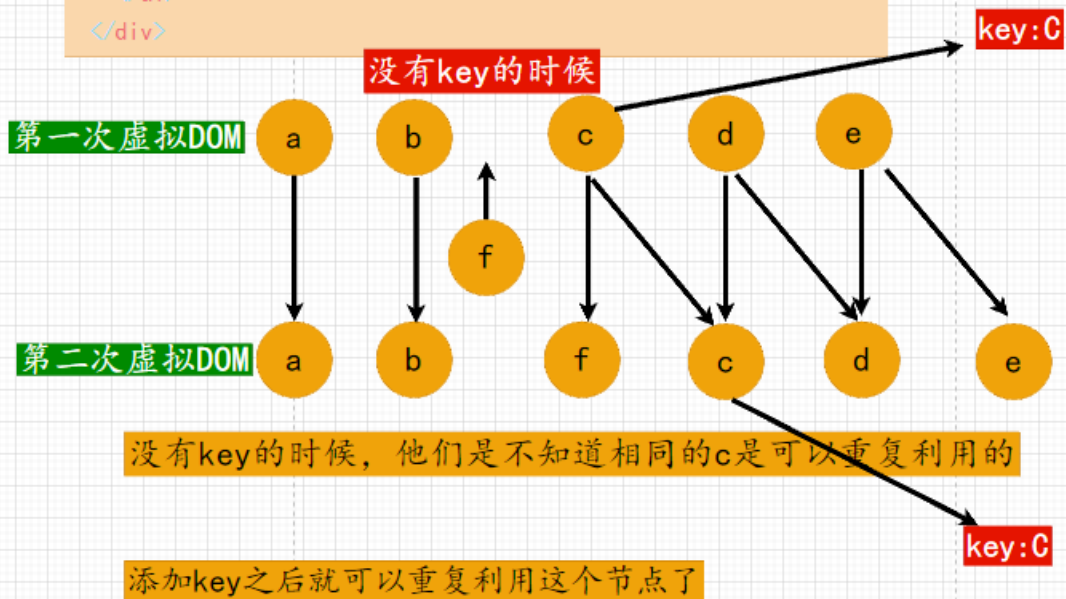 </div>
key:C
没有key的时候
第一次虚拟DOM
a b c d e
f
第二次虚拟DOM
a b f c d e
没有key的时候，他们是不知道相同的c是可以重复利用的
key:C
添加key之后就可以重复利用这个节点了